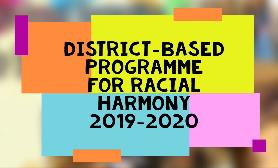 DISTRICT-BASED
PROGRAMME
FOR RACIAL
HARMONY
2019-2020